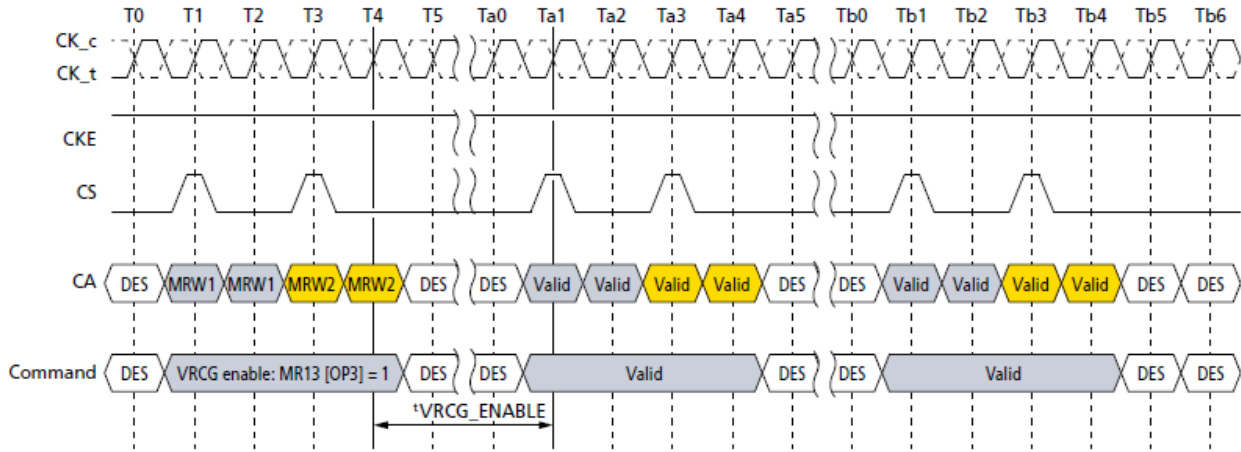 T0 T1 T2 T3 T4 T5 Ta0 Ta1 Ta2 Ta3 Ta4 Ta5 Tb0 Tb1 Tb2 Tb3 Tb4 Tb5 Tb6
CK_c
CK_t
CKE
CS
CA DES MRW1 MRW1 MRW2 MRW2 DES DES Valid Valid Valid Valid DES DES Valid Valid Valid Valid DES DES
Command DES VRCG enable: MR13 [OP3] = 1 DES DES Valid DES DES Valid DES DES
tVRCG_ENABLE